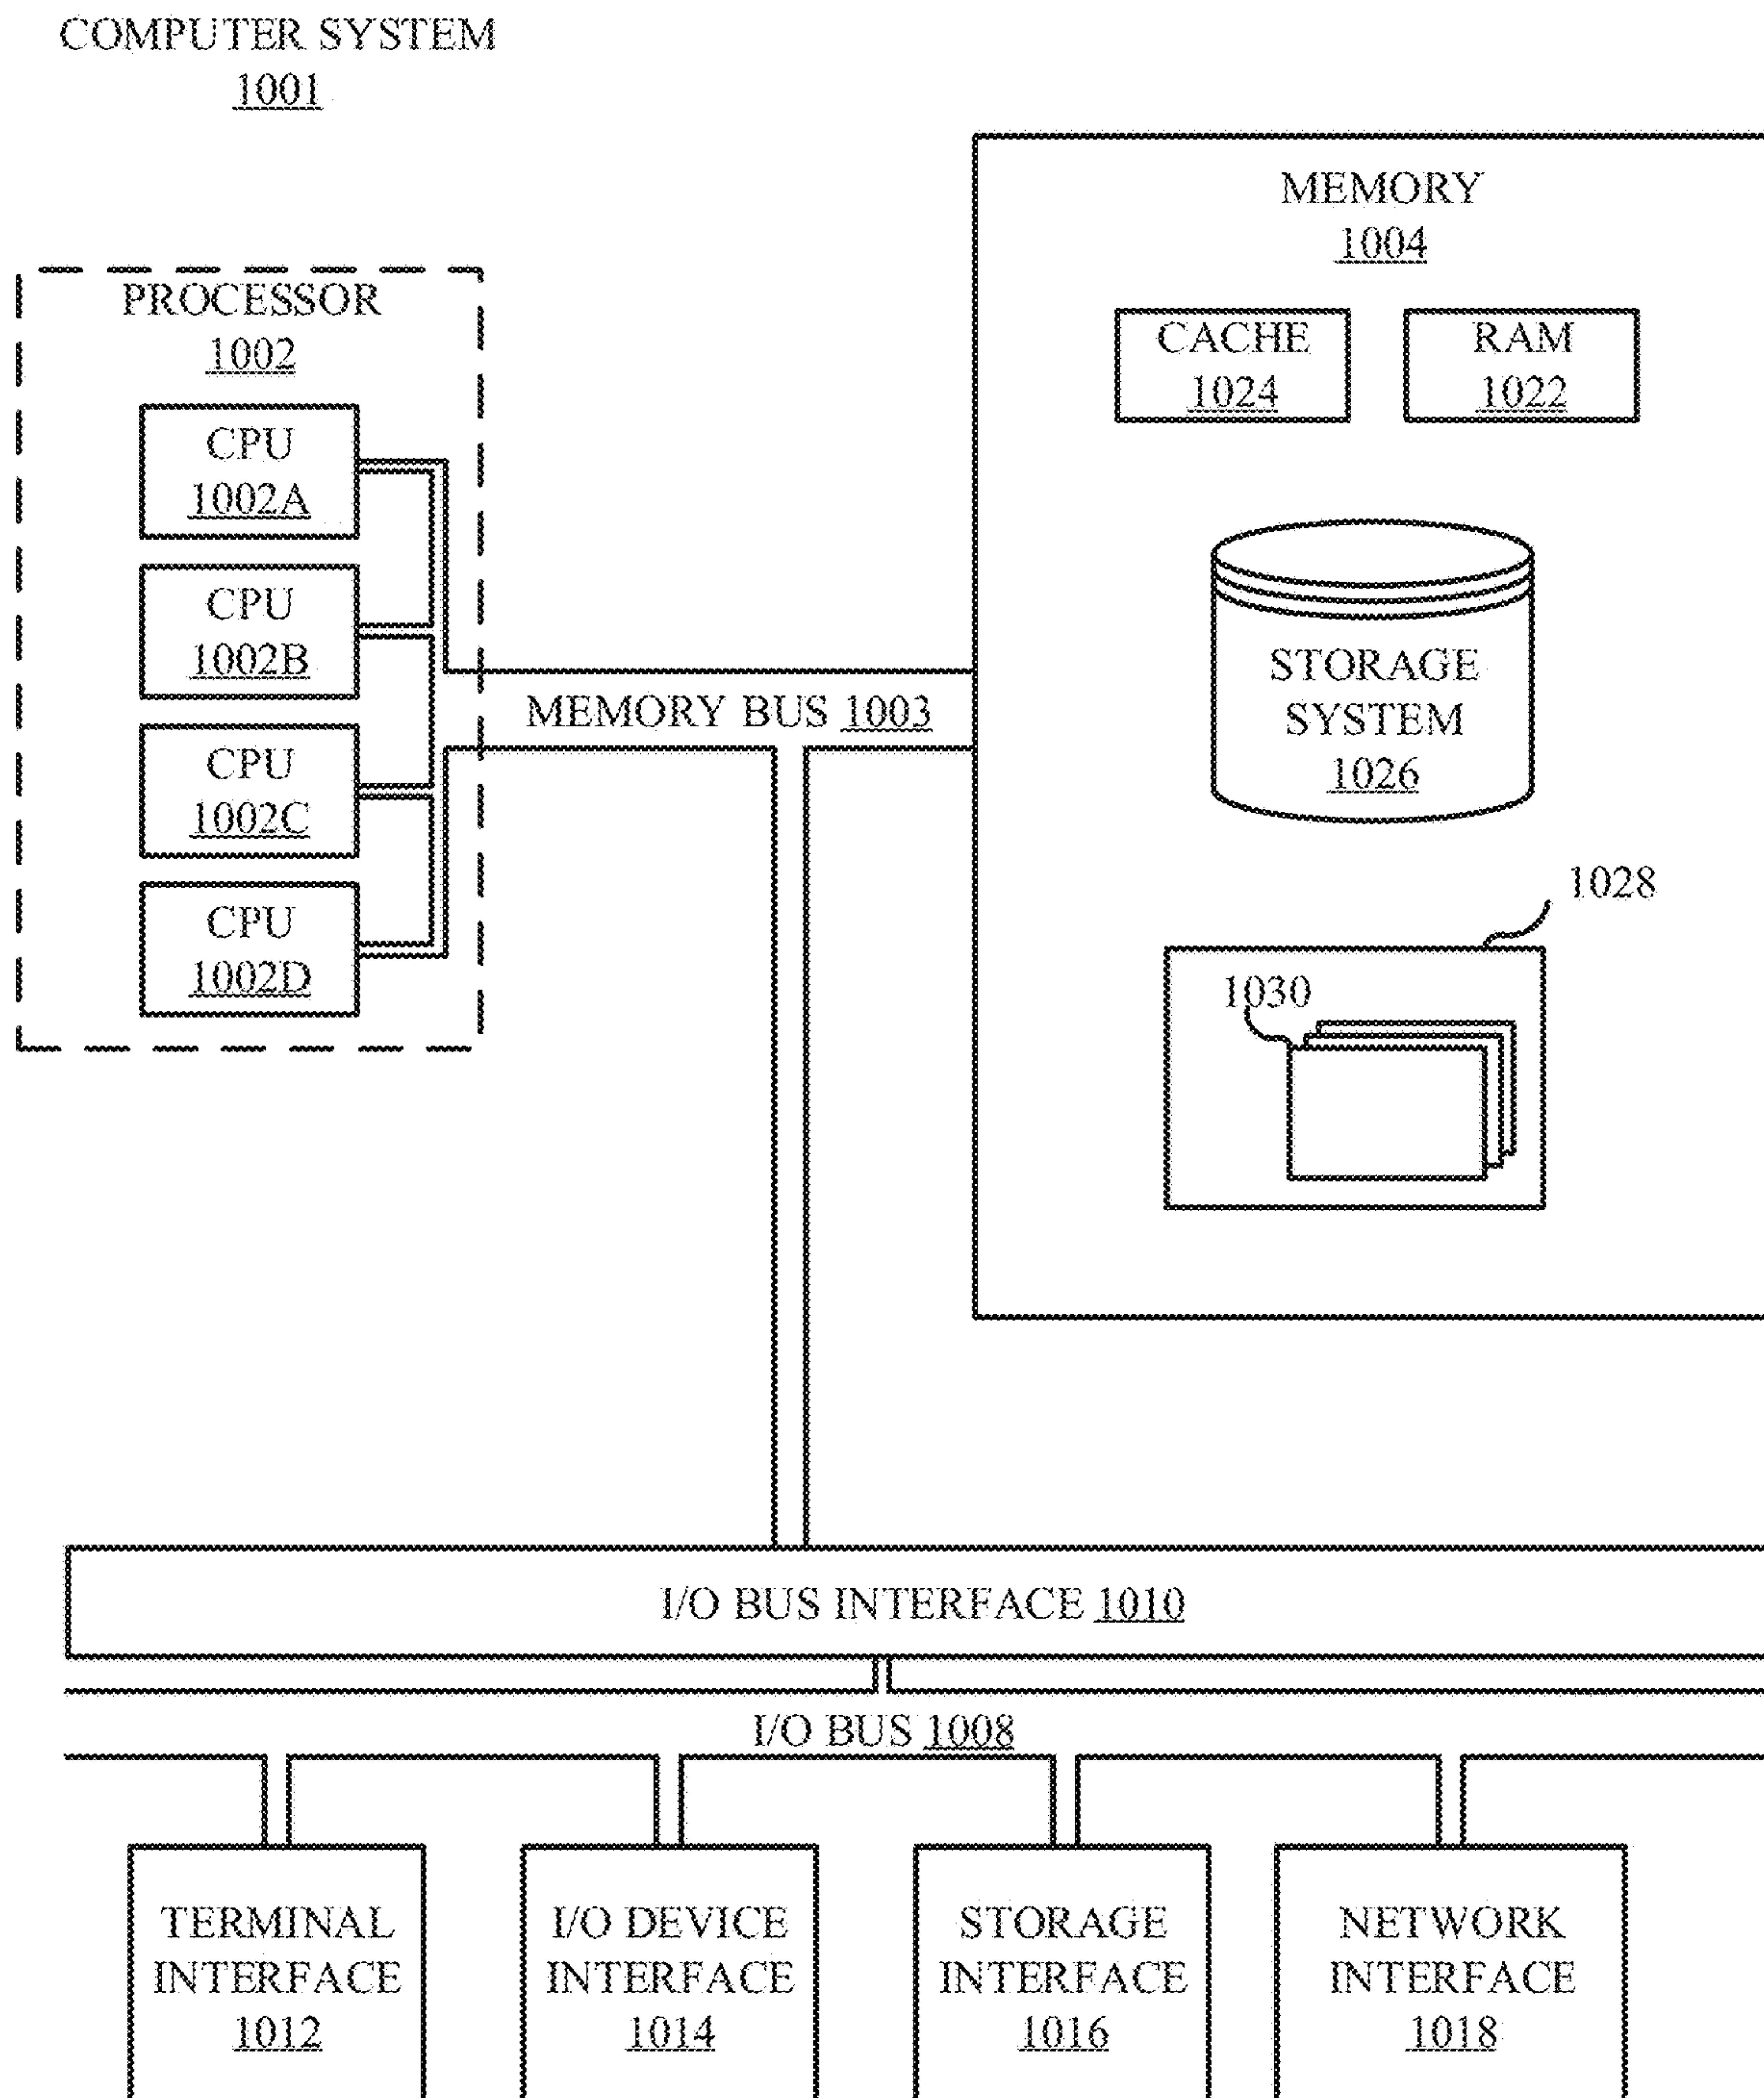 COMPUTER SYSTEM
1001
MEMORY
1004
PROCESSOR
1002
CACHE
1024
RAM
1022
CPU
1002A
CPU
1002B
CPU
1002C
CPU
1002D
MEMORY BUS 1003
STORAGE
SYSTEM
1026
1028
1030
I/O BUS INTERFACE 1010
I/O BUS 1008
TERMINAL
INTERFACE
1012
I/O DEVICE
INTERFACE
1014
STORAGE
INTERFACE
1016
NETWORK
INTERFACE
1018